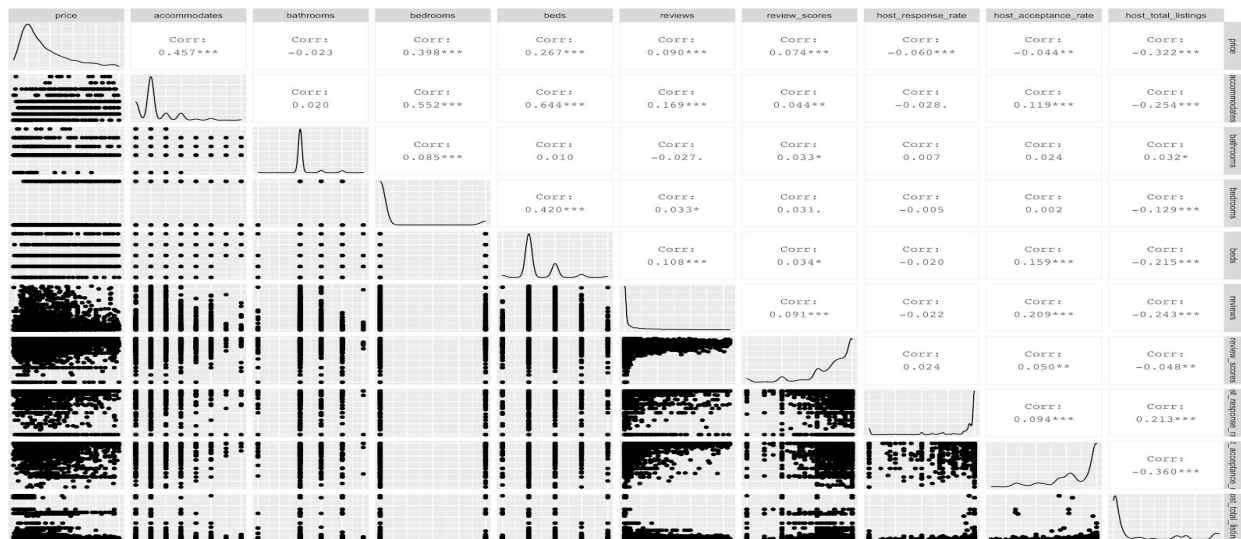 price accommodates bathrooms bedrooms beds reviews review_scores host_response_rate host_acceptance_rate host_total_listings
Corr: Corr: Corr: Corr: Corr: Corr: Corr: Corr: Corr:
0.457*** -0.023 0.398*** 0.267*** 0.090*** 0.074*** -0.060*** -0.044** -0.322***
price
Corr: Corr: Corr: Corr: Corr: Corr: Corr: Corr:
0.020 0.552*** 0.644*** 0.169*** 0.044** -0.028. 0.119*** -0.254***
accommodates
Corr: Corr: Corr: Corr: Corr: Corr: Corr:
0.085*** 0.010 -0.027. 0.033* 0.007 0.024 0.032*
bathrooms
Corr: Corr: Corr: Corr: Corr: Corr:
0.420*** 0.033* 0.031. -0.005 0.002 -0.129***
bedrooms
Corr: Corr: Corr: Corr: Corr:
0.108*** 0.034* -0.020 0.159*** -0.215***
beds
Corr: Corr: Corr: Corr:
0.091*** -0.022 0.209*** -0.243***
reviews
Corr: Corr: Corr:
0.024 0.050** -0.048**
review_scores
Corr: Corr:
0.094*** 0.213***
st_response_ra
Corr:
-0.360***
t_acceptance_r
ost_total_listin